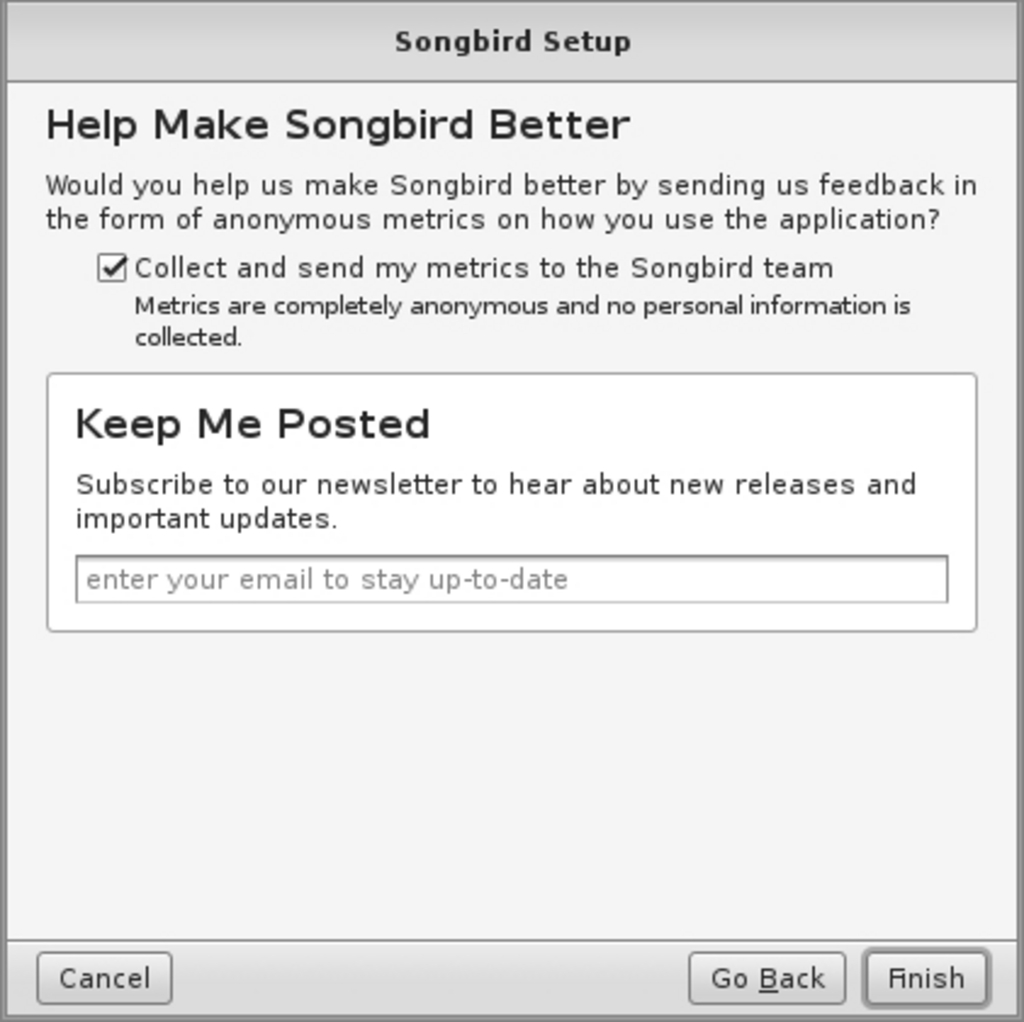 Songbird Setup
Help Make Songbird Better
Would you help us make Songbird better by sending us feedback in
the form of anonymous metrics on how you use the application?
Collect and send my metrics to the Songbird team
Metrics are completely anonymous and no personal information is
collected.
Keep Me Posted
Subscribe to our newsletter to hear about new releases and
important updates.
enter your email to stay up-to-date
Cancel
Go Back
Finish